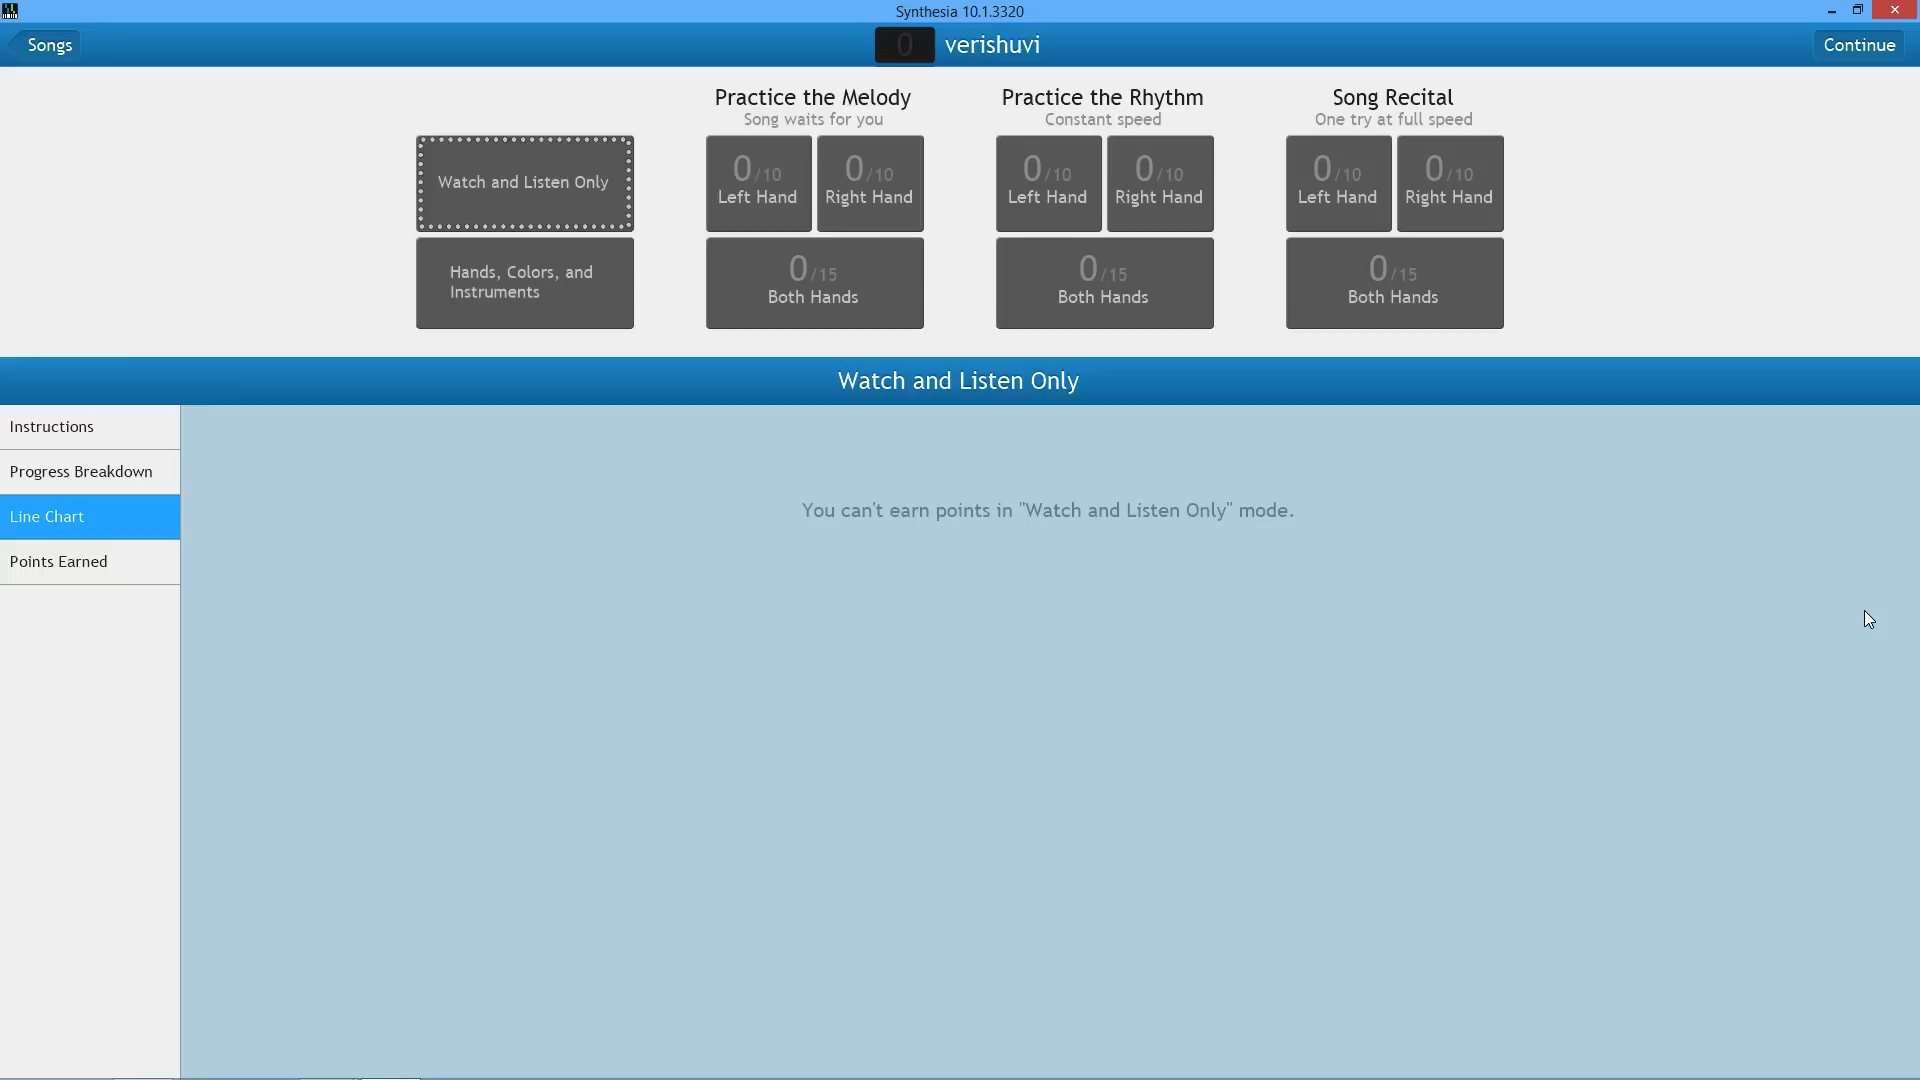 Synthesia 10.1.3320
Songs
0
verishuvi
Continue
Practice the Melody
Song waits for you
Practice the Rhythm
Constant speed
Song Recital
One try at full speed
Watch and Listen Only
0/10
Left Hand
0/10
Right Hand
0/10
Left Hand
0/10
Right Hand
0/10
Left Hand
0/10
Right Hand
Hands, Colors, and
Instruments
0/15
Both Hands
0/15
Both Hands
0/15
Both Hands
Watch and Listen Only
Instructions
Progress Breakdown
Line Chart
Points Earned
You can't earn points in "Watch and Listen Only" mode.